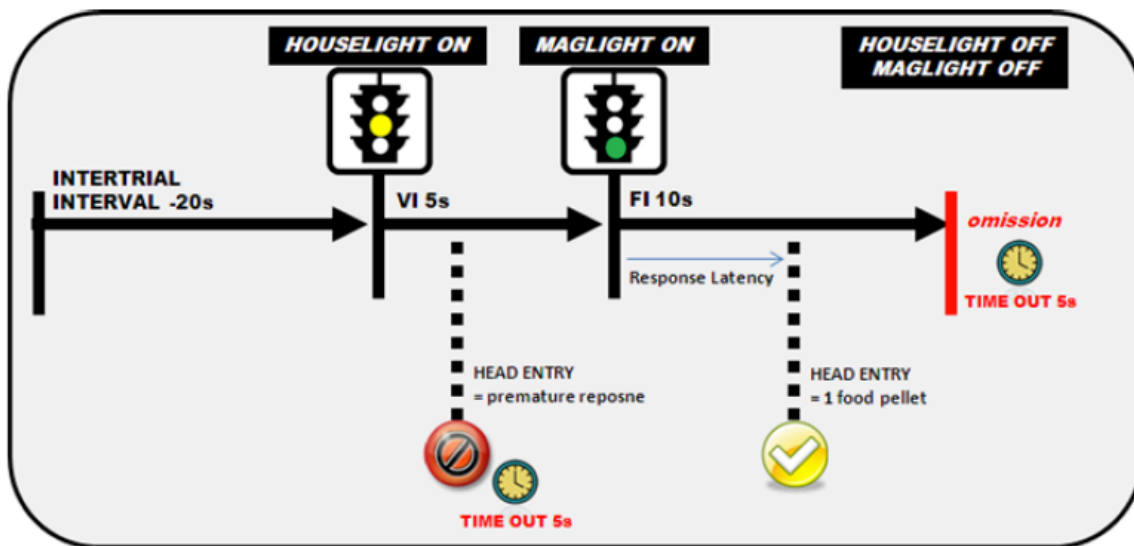 HOUSELIGHT ON
MAGLIGHT ON
HOUSELIGHT OFF
MAGLIGHT OFF
INTERTRIAL
INTERVAL -20s
VI 5s
FI 10s
omission
Response Latency
TIME OUT 5s
HEAD ENTRY
= premature reposne
HEAD ENTRY
= 1 food pellet
TIME OUT 5s